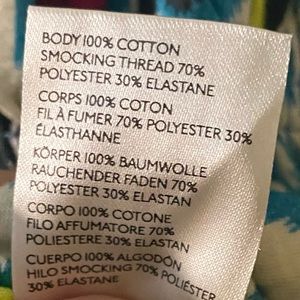 BODY 100% COTTON
SMOCKING THREAD 70%
POLYESTER 30% ELASTANE
CORPS 100% COTON
FIL À FUMER 70% POLYESTER 30%
ÉLASTHANNE
KÖRPER 100% BAUMWOLLE
RAUCHENDER FADEN 70%
POLYESTER 30% ELASTAN
CORPO 100% COTONE
FILO AFFUMATORE 70%
POLIESTERE 30% ELASTAN
CUERPO 100% ALGODÓN
HILO SMOCKING 70% POLIÉSTER
30% ELASTANE